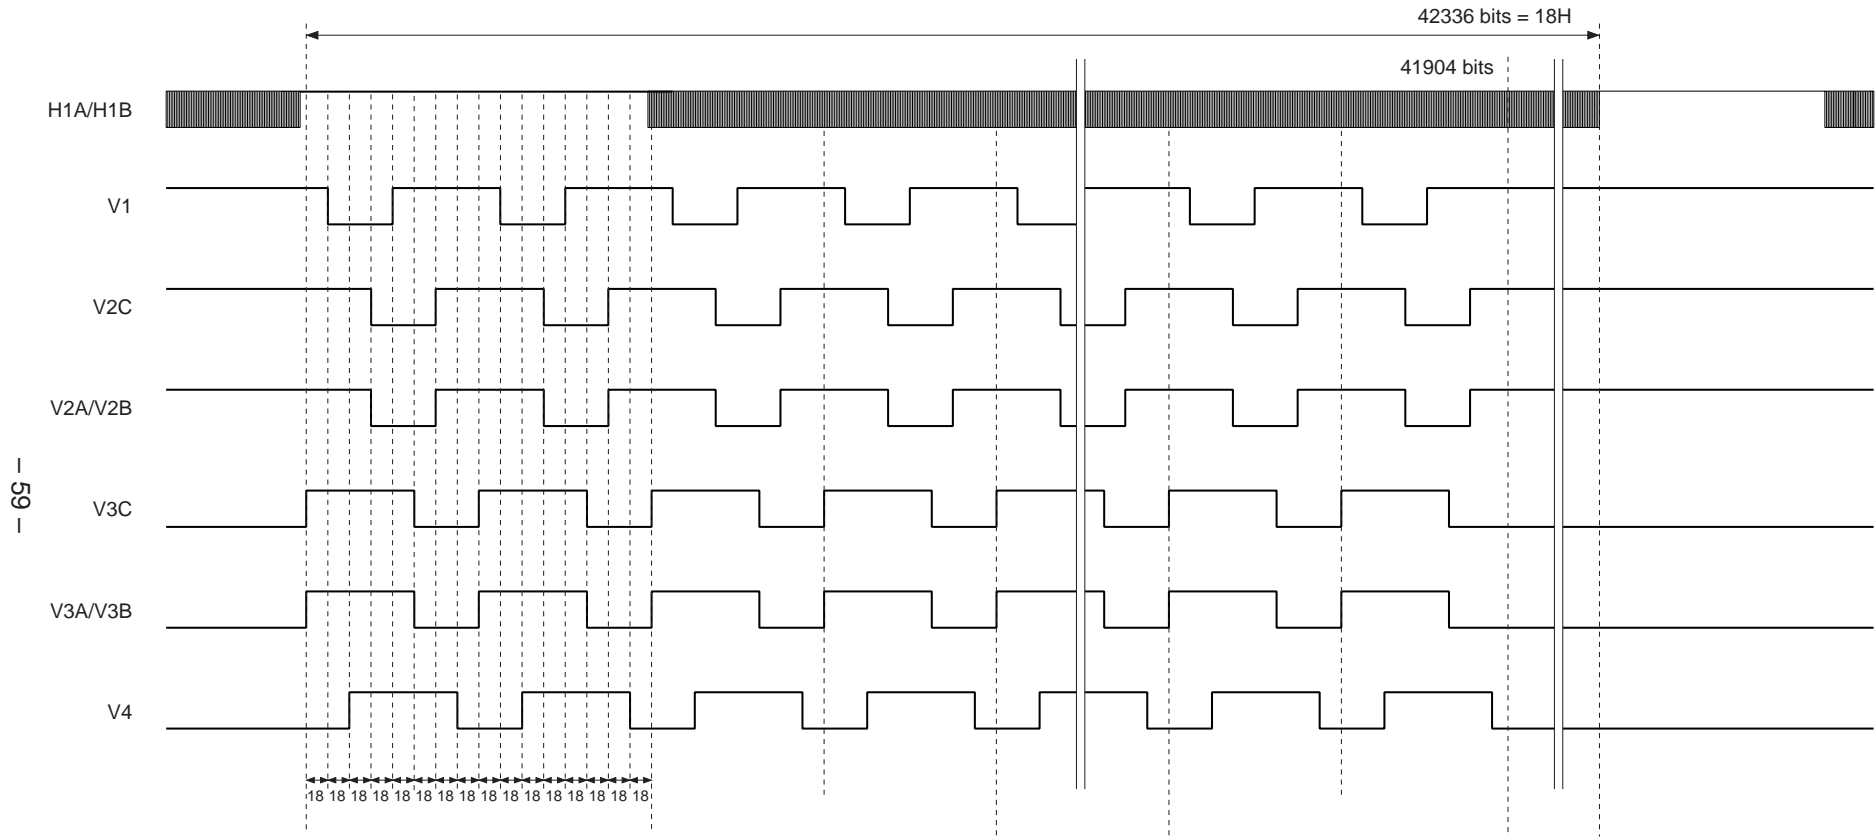 42336 bits = 18H
41904 bits
H1A/H1B
V1
V2C
V2A/V2B
V3C
V3A/V3B
V4
18 18 18 18 18 18 18 18 18 18 18 18 18 18 18 18
– 59 –